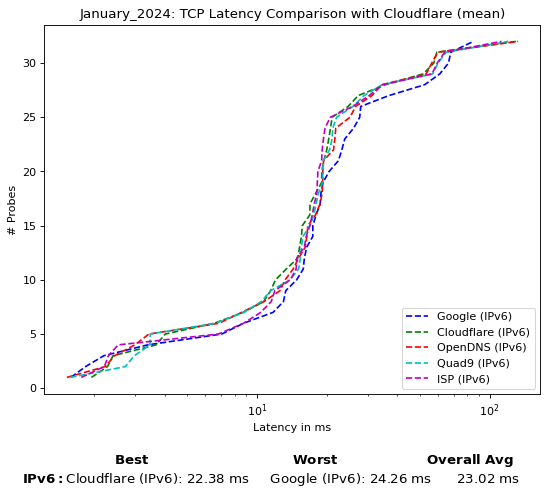 January_2024: TCP Latency Comparison with Cloudflare (mean)
# Probes
30
25
20
15
10
5
0
10^1
10^2
Latency in ms
Google (IPv6)
Cloudflare (IPv6)
OpenDNS (IPv6)
Quad9 (IPv6)
ISP (IPv6)
Best Worst Overall Avg
IPv6: Cloudflare (IPv6): 22.38 ms Google (IPv6): 24.26 ms 23.02 ms